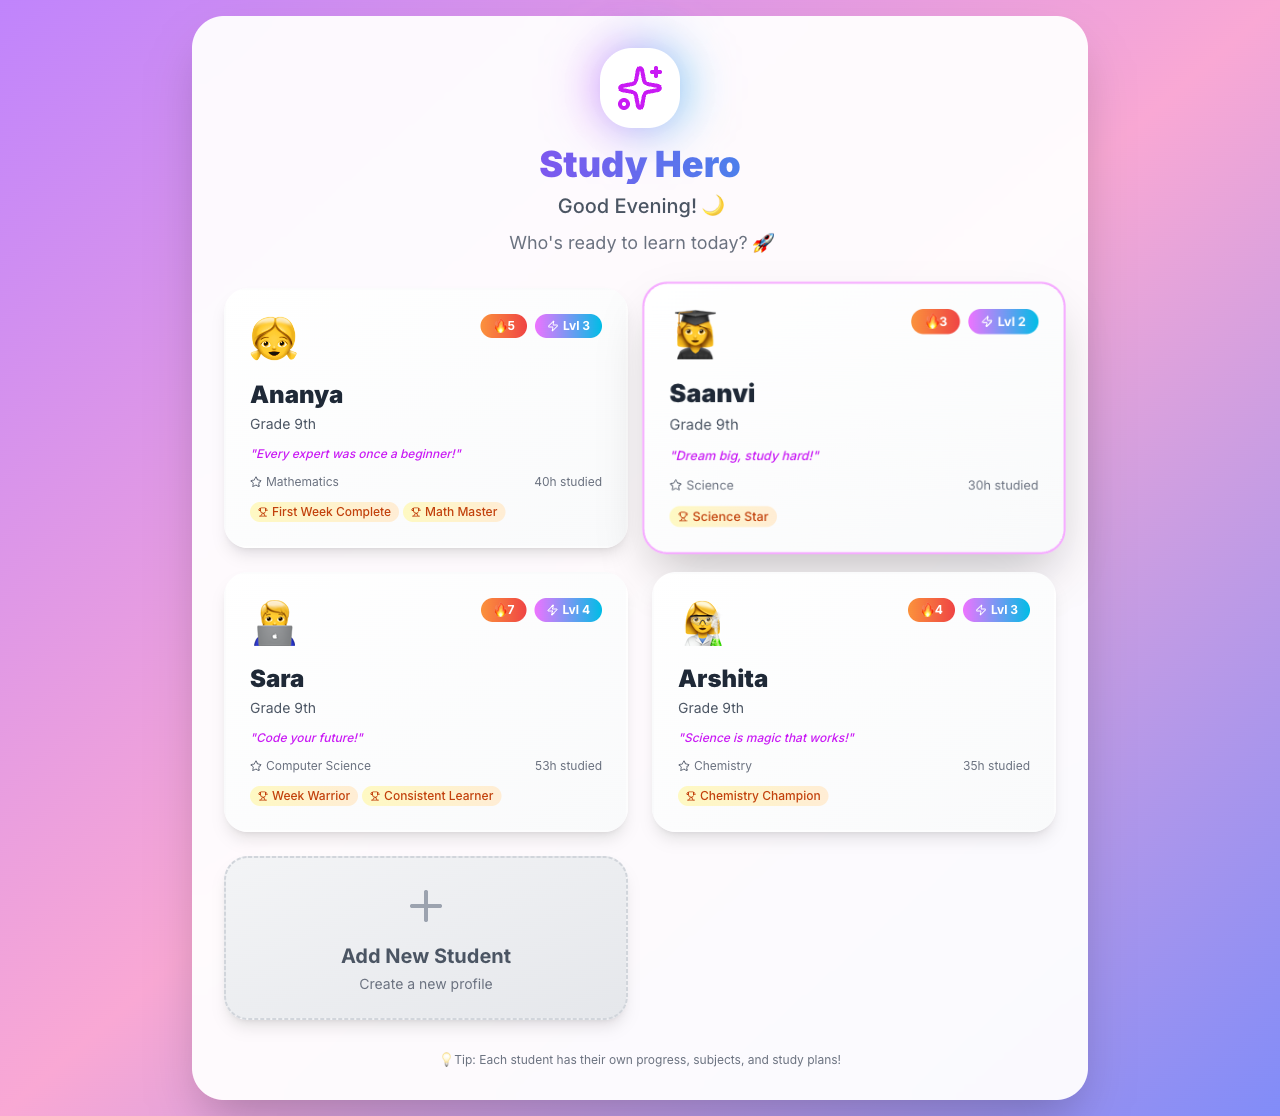 Study Hero
Good Evening! 🌙
Who's ready to learn today? 🚀
🔥5 Lvl 3
Ananya
Grade 9th
"Every expert was once a beginner!"
Mathematics 40h studied
First Week Complete Math Master
🔥3 Lvl 2
Saanvi
Grade 9th
"Dream big, study hard!"
Science 30h studied
Science Star
🔥7 Lvl 4
Sara
Grade 9th
"Code your future!"
Computer Science 53h studied
Week Warrior Consistent Learner
🔥4 Lvl 3
Arshita
Grade 9th
"Science is magic that works!"
Chemistry 35h studied
Chemistry Champion
Add New Student
Create a new profile
💡Tip: Each student has their own progress, subjects, and study plans!